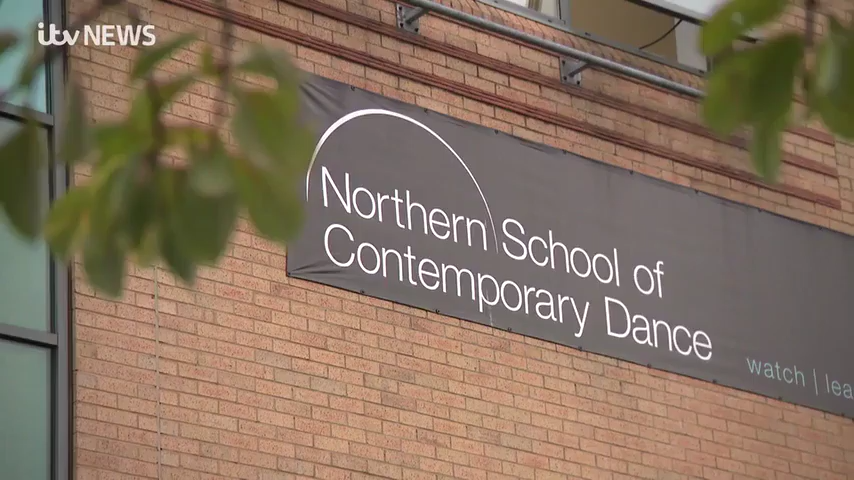 itv NEWS
Northern School of
Contemporary Dance
watch | lea